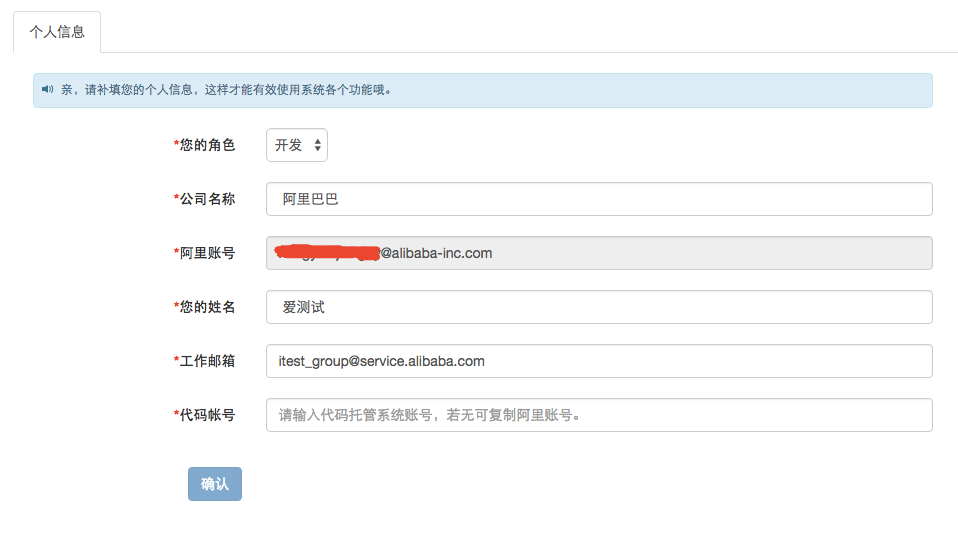 个人信息
亲，请补填您的个人信息，这样才能有效使用系统各个功能哦。
*您的角色 开发
*公司名称 阿里巴巴
*阿里账号 @alibaba-inc.com
*您的姓名 爱测试
*工作邮箱 itest_group@service.alibaba.com
*代码帐号 请输入代码托管系统账号，若无可复制阿里账号。
确认